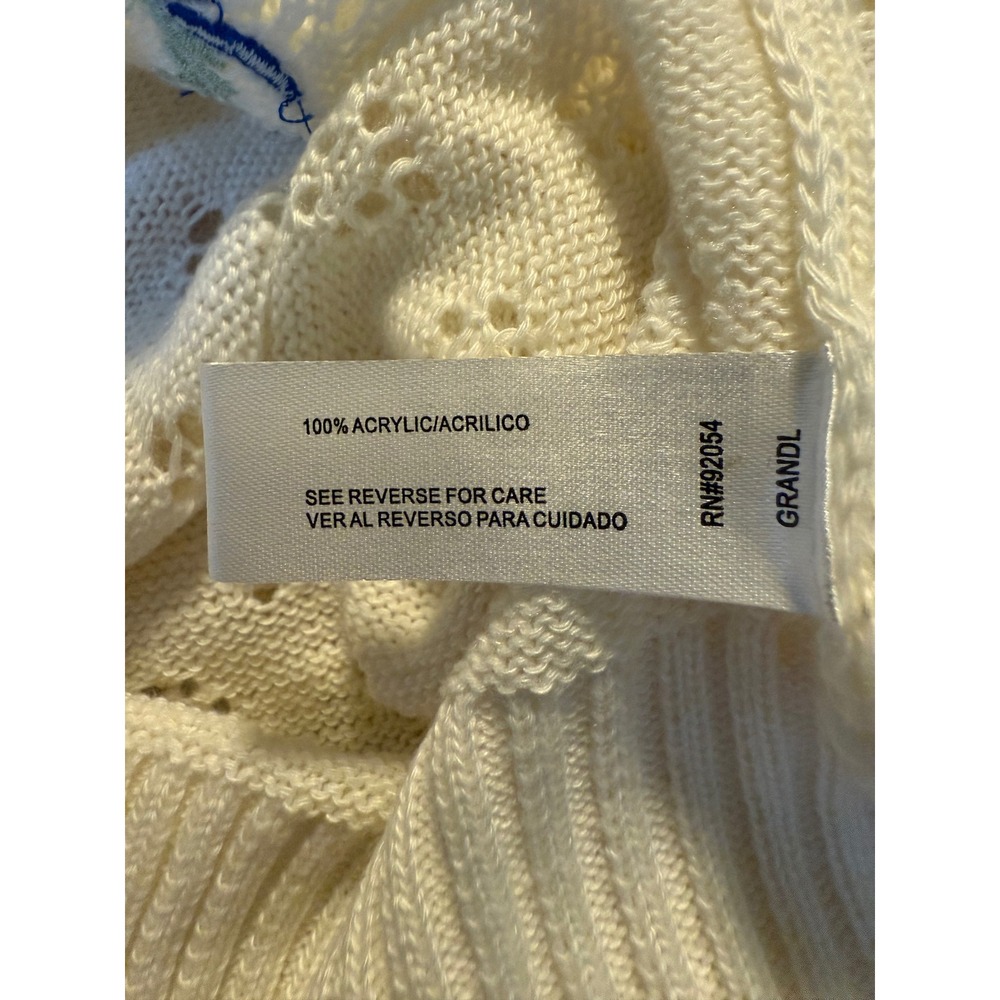 100% ACRYLIC/ACRILICO
SEE REVERSE FOR CARE
VER AL REVERSO PARA CUIDADO
RN#92054
GRANDL